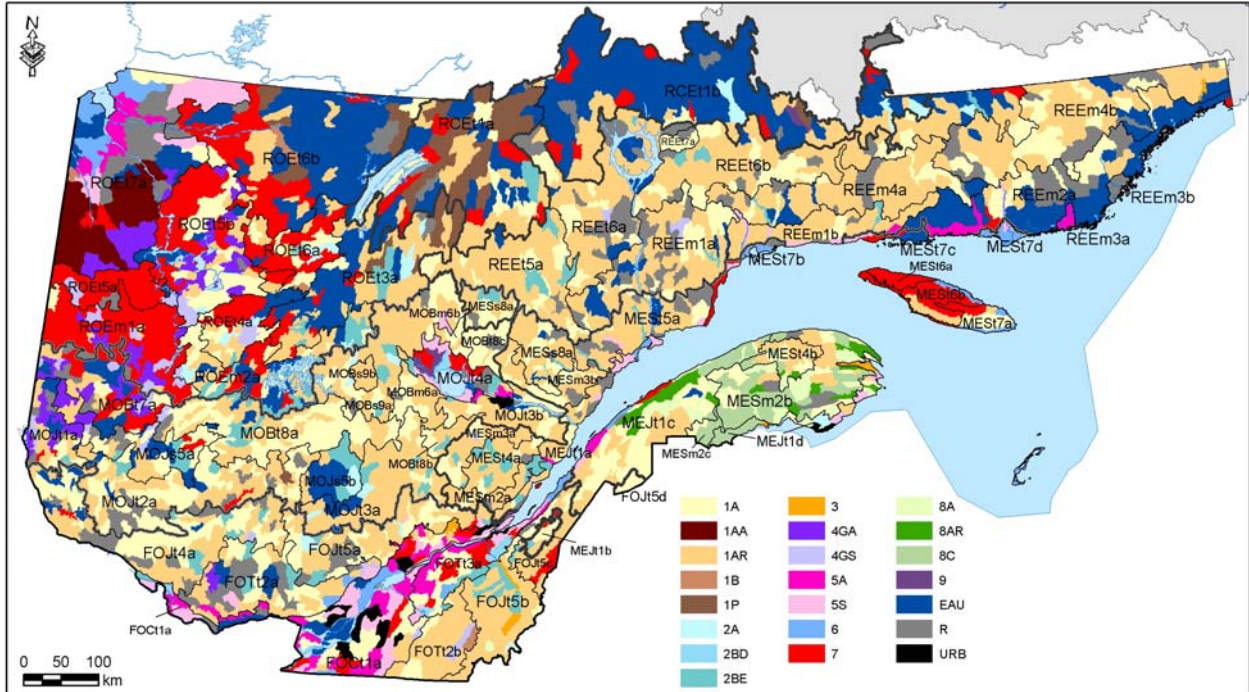 N
RCEt1b
RCEt1a
REEm4b
ROEt6b
REEt7a
REEt6b
ROEt7a
REEm4a
REEm2a
REEm3b
ROEt5b
REEt6a
REEm1a
REEm1b
ROEt6a
MESt7c
MESt7d
REEm3a
MESt7b
REEt5a
MESt6a
ROEt3a
ROEt5a
MESt6b
MESs8a
MOBm6b
MESt5a
MESt7a
ROEm1a
ROEt4a
MOBt8c
MESs8a
MESt4b
ROEm2a
MOBs9b
MOJt4a
MESm3b
MOBm6a
MESm2b
MOBt7a
MOBs9a
MOJt3b
MEJt1c
MOJt1a
MOBt8a
MESm3a
MEJt1d
MOJs5a
MOBt8b
MESt4a
MEJt1a
MESm2c
MOJs5b
MOJt2a
MESm2a
FOJt5d
MOJt3a
FOJt4a
FOJt5a
MEJt1b
FOTt3a
FOJt5c
FOTt2a
FOJt5b
FOCt1a
FOTt2b
FOCt1a
0 50 100
km
1A 3 8A
1AA 4GA 8AR
1AR 4GS 8C
1B 5A 9
1P 5S EAU
2A 6 R
2BD 7 URB
2BE